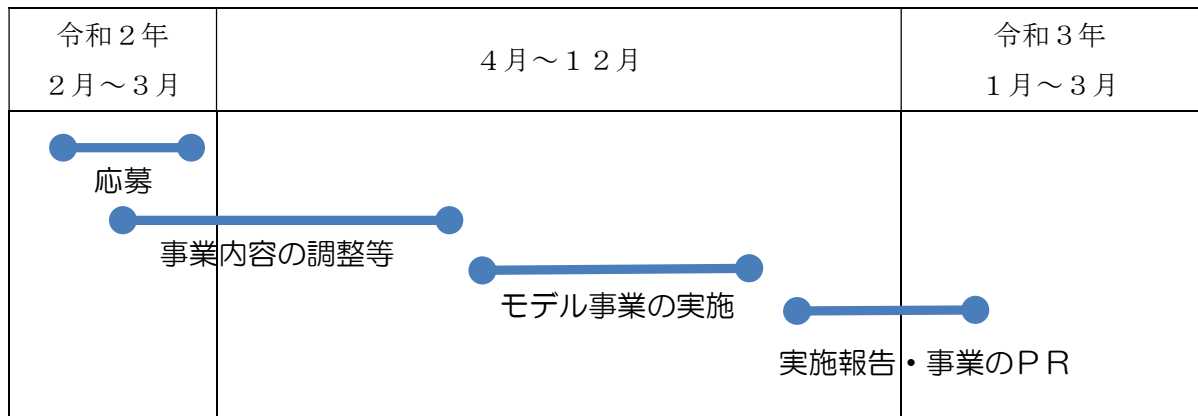 令和２年
２月～３月
４月～１２月
令和３年
１月～３月
応募
事業内容の調整等
モデル事業の実施
実施報告・事業のＰＲ